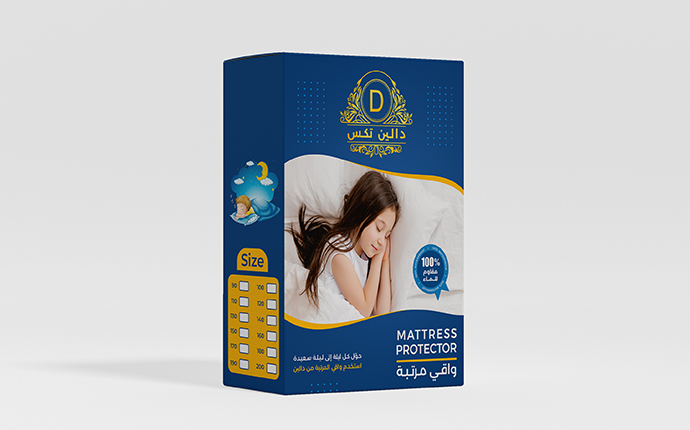 D
دالين تكس
100%
مقاوم
للماء
MATTRESS
PROTECTOR
واقي مرتبة
حوّل كل ليلة إلى ليلة سعيدة
استخدم واقي المرتبة من دالين
Size
90 100
110 120
130 140
150 160
170 180
190 200